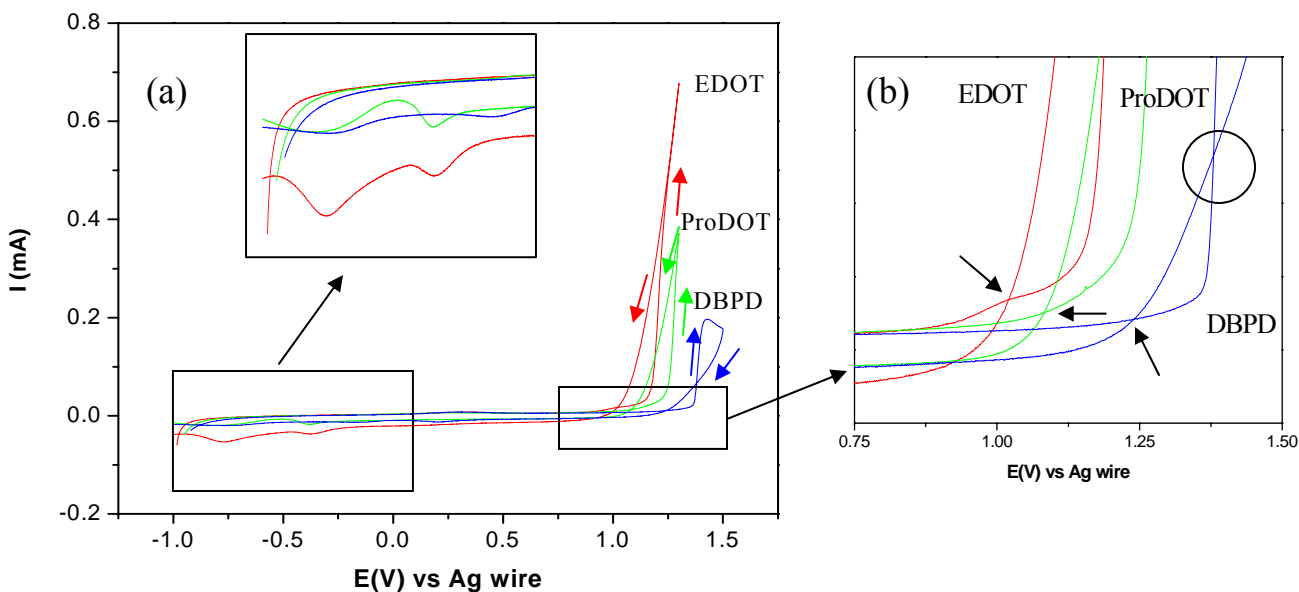 (a)
EDOT
ProDOT
DBPD
I (mA)
0.8
0.6
0.4
0.2
0.0
-0.2
-1.0 -0.5 0.0 0.5 1.0 1.5
E(V) vs Ag wire
(b)
EDOT
ProDOT
DBPD
0.75 1.00 1.25 1.50
E(V) vs Ag wire